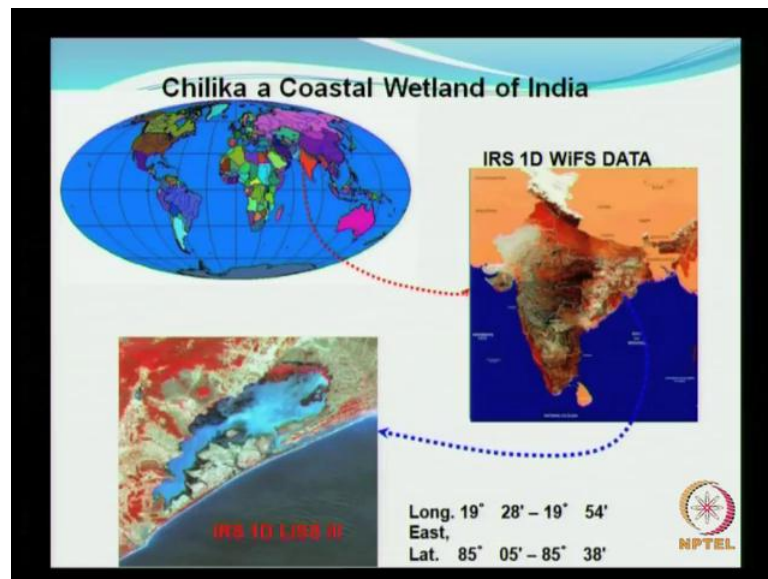 Chilika a Coastal Wetland of India
IRS 1D WiFS DATA
IRS 1D LISS III
Long. 19° 28' – 19° 54'
East,
Lat. 85° 05' – 85° 38'
NPTEL